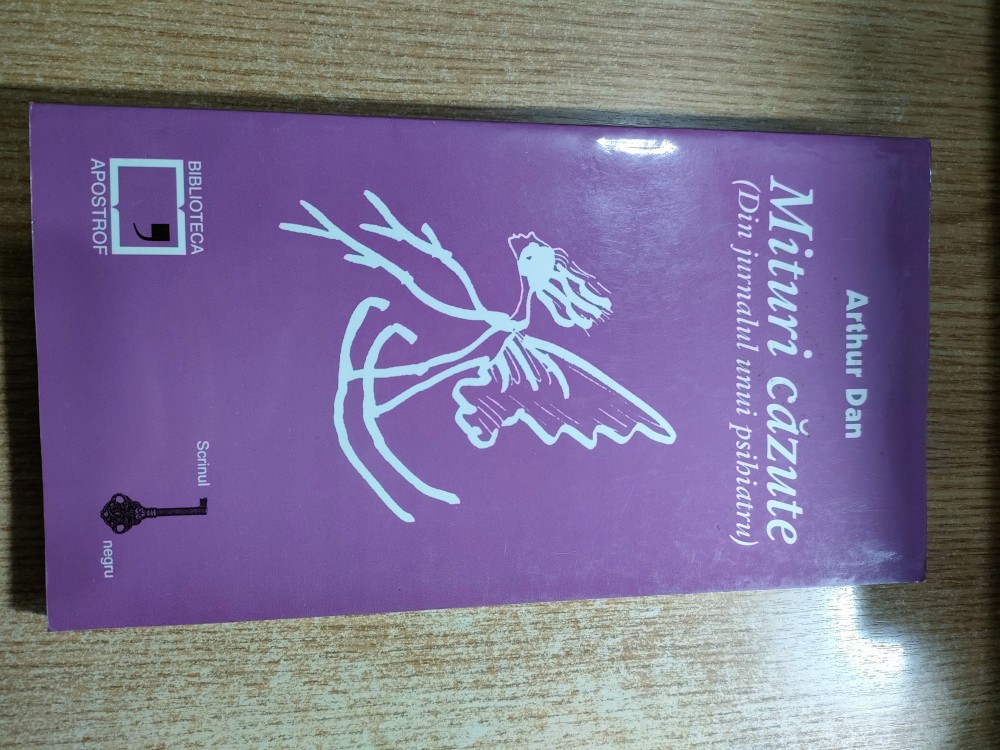 Arthur Dan
Mituri căzute
(Din jurnalul unui psihiatru)
BIBLIOTECA
APOSTROF
Scrinul
negru